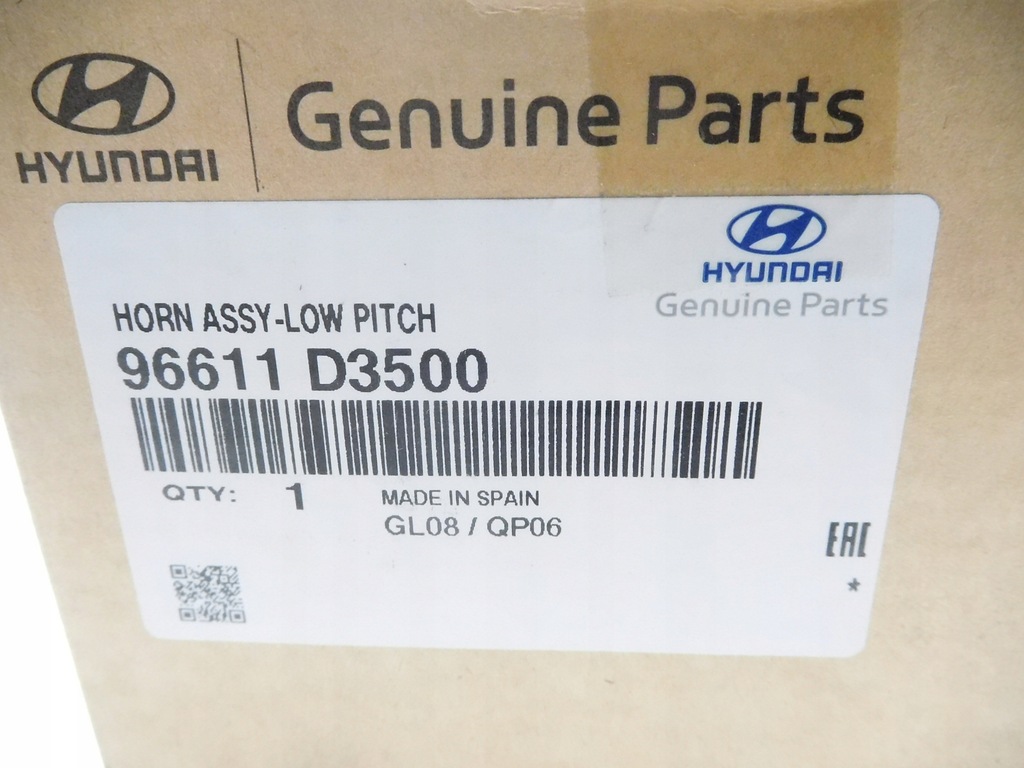 HYUNDAI
Genuine Parts
HYUNDAI
Genuine Parts
HORN ASSY-LOW PITCH
96611 D3500
QTY: 1 MADE IN SPAIN
GL08 / QP06
EAC
*